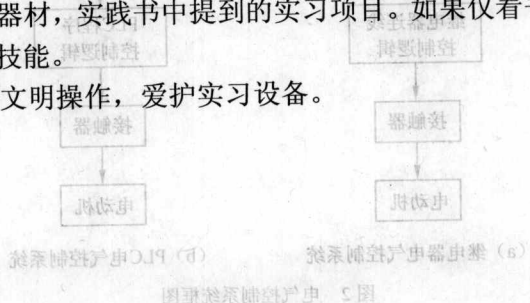 器材，实践书中提到的实习项目。如果仅看
技能。
文明操作，爱护实习设备。
控制逻辑
控制逻辑
接触器
接触器
电动机
电动机
(a) 继电器电气控制系统
(b) PLC电气控制系统
图 2 电气控制系统框图